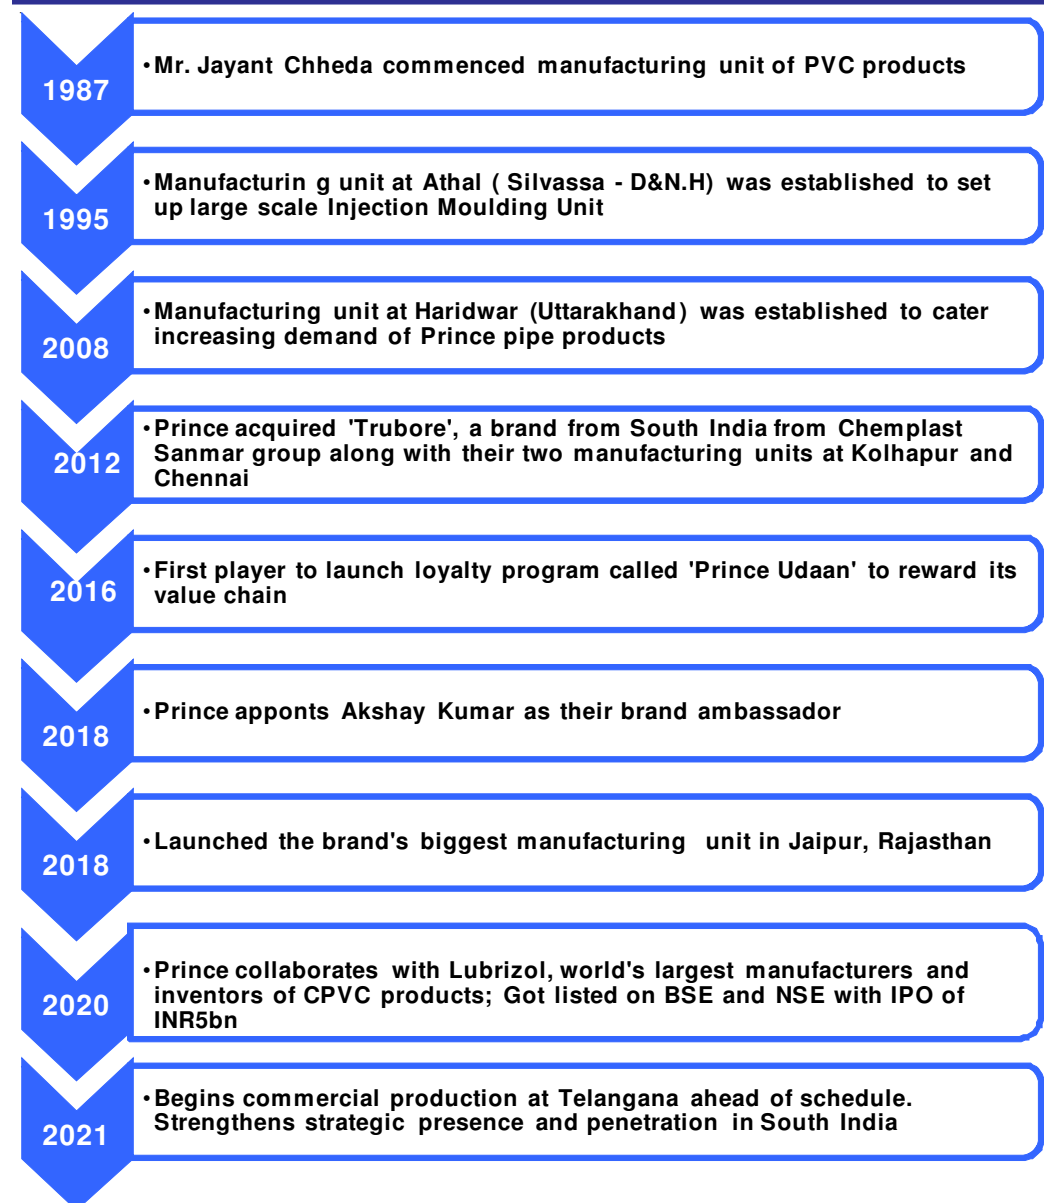 1987
•Mr. Jayant Chheda commenced manufacturing unit of PVC products
1995
•Manufacturin g unit at Athal ( Silvassa - D&N.H) was established to set
up large scale Injection Moulding Unit
2008
•Manufacturing unit at Haridwar (Uttarakhand) was established to cater
increasing demand of Prince pipe products
2012
•Prince acquired 'Trubore', a brand from South India from Chemplast
Sanmar group along with their two manufacturing units at Kolhapur and
Chennai
2016
•First player to launch loyalty program called 'Prince Udaan' to reward its
value chain
2018
•Prince apponts Akshay Kumar as their brand ambassador
2018
•Launched the brand's biggest manufacturing unit in Jaipur, Rajasthan
2020
•Prince collaborates with Lubrizol, world's largest manufacturers and
inventors of CPVC products; Got listed on BSE and NSE with IPO of
INR5bn
2021
•Begins commercial production at Telangana ahead of schedule.
Strengthens strategic presence and penetration in South India